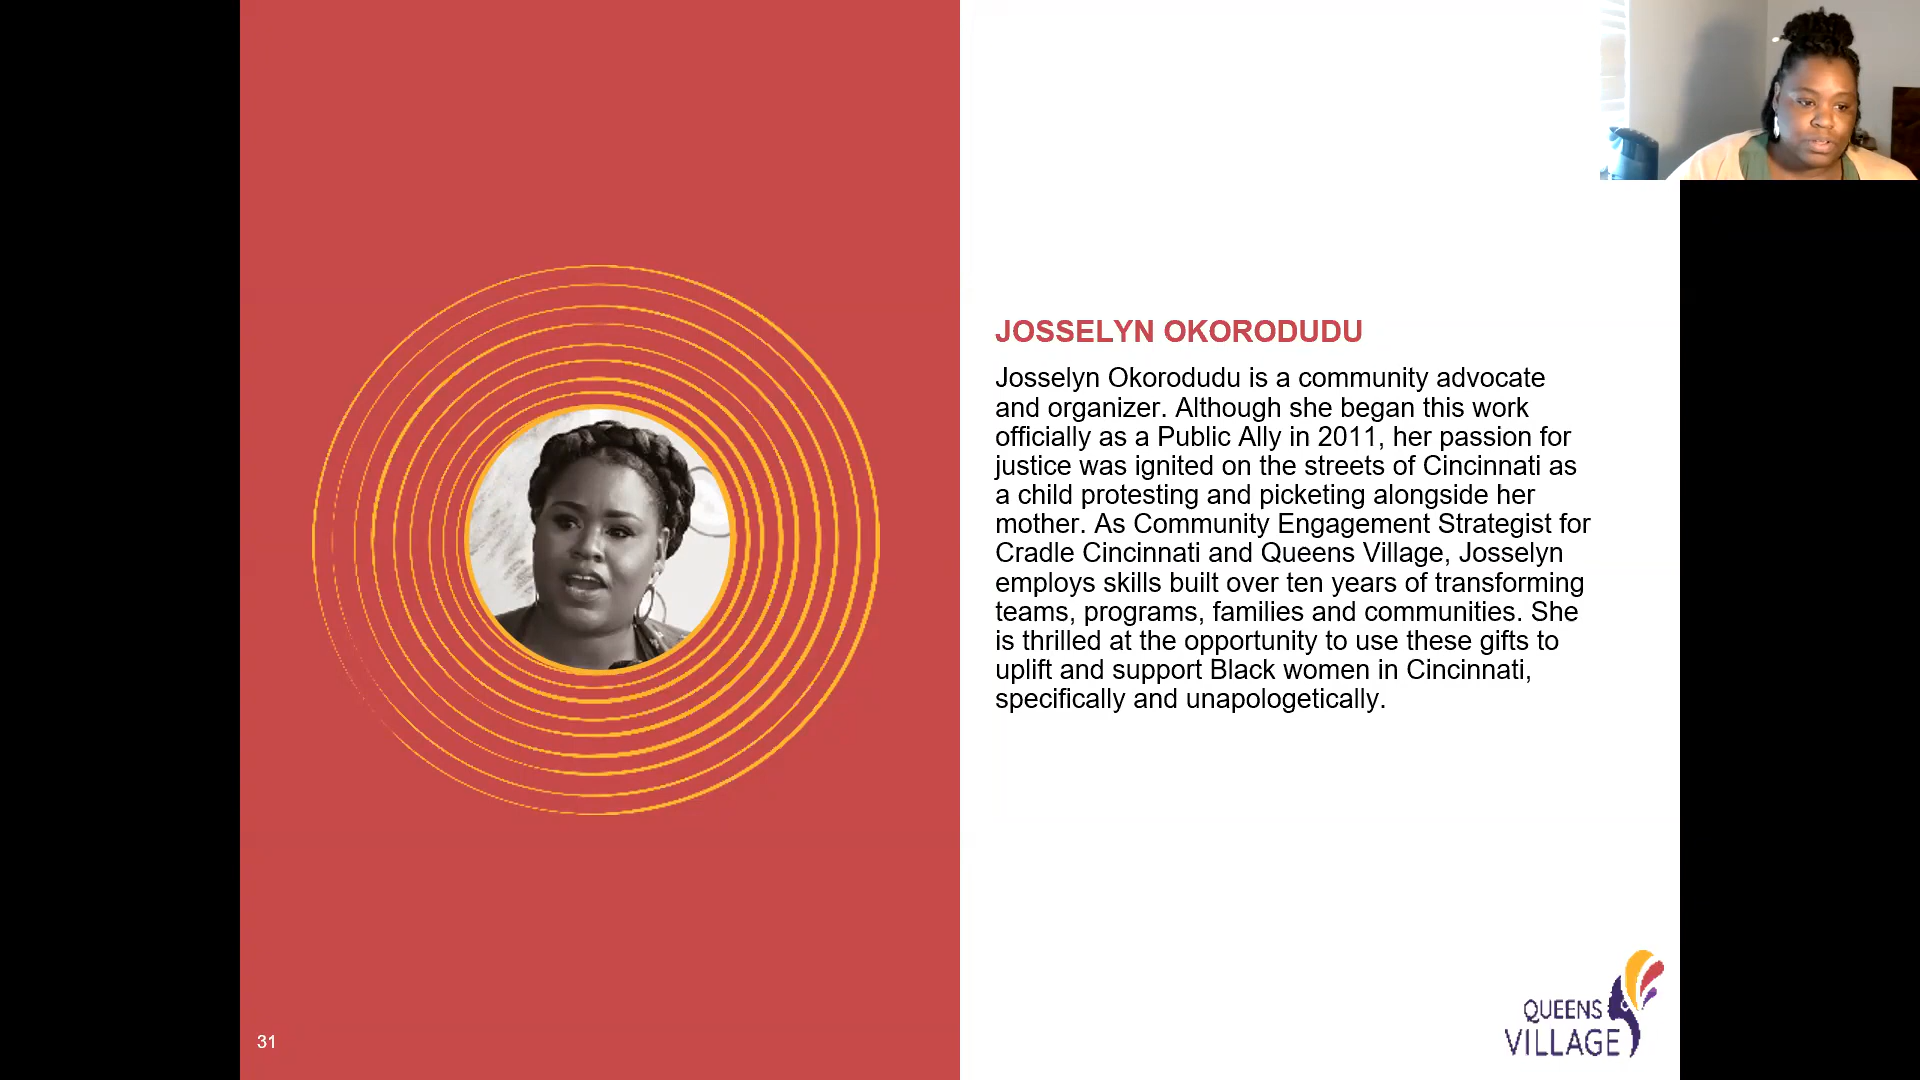 JOSSELYN OKORODUDU
Josselyn Okorodudu is a community advocate
and organizer. Although she began this work
officially as a Public Ally in 2011, her passion for
justice was ignited on the streets of Cincinnati as
a child protesting and picketing alongside her
mother. As Community Engagement Strategist for
Cradle Cincinnati and Queens Village, Josselyn
employs skills built over ten years of transforming
teams, programs, families and communities. She
is thrilled at the opportunity to use these gifts to
uplift and support Black women in Cincinnati,
specifically and unapologetically.
QUEENS
VILLAGE
31